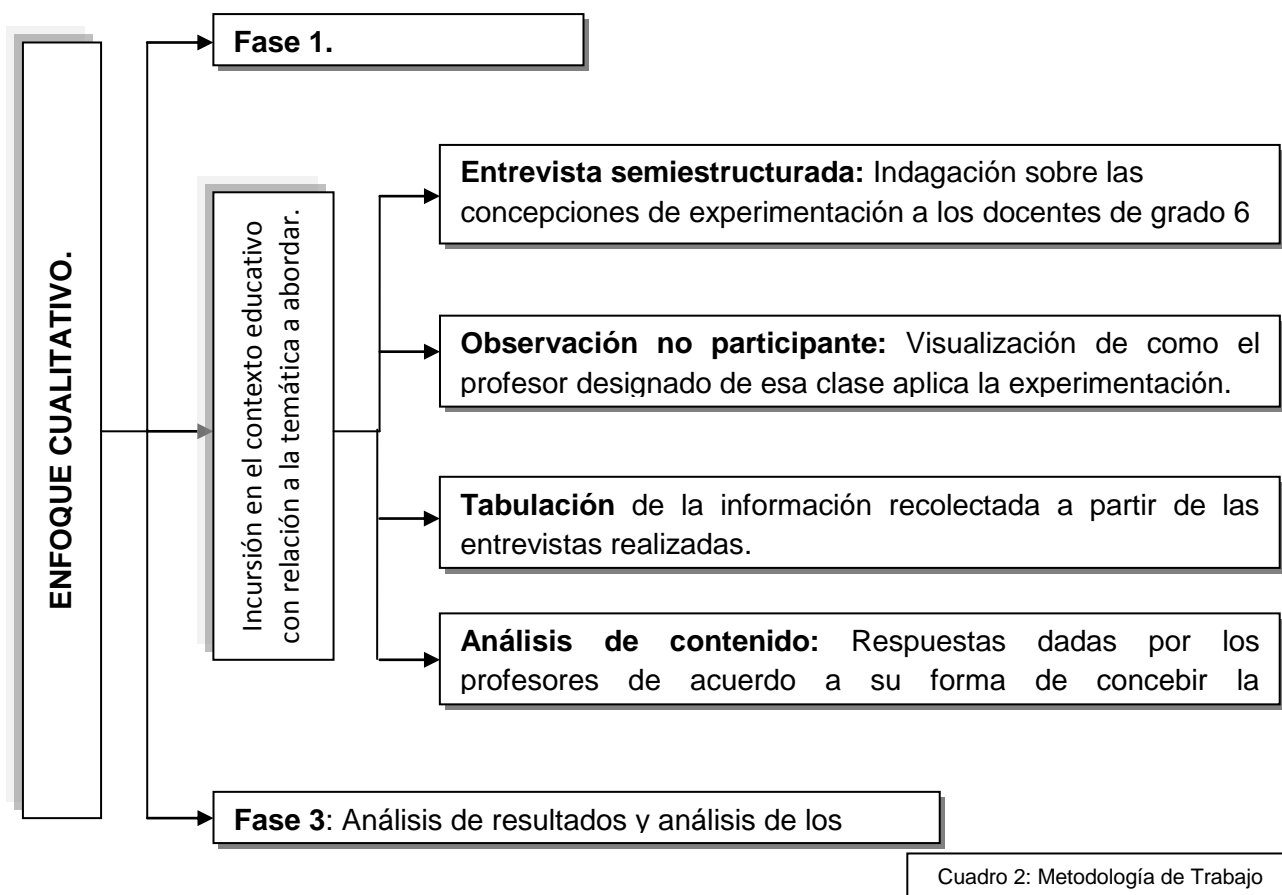 ENFOQUE CUALITATIVO.
Fase 1.
Incursión en el contexto educativo
con relación a la temática a abordar.
Entrevista semiestructurada: Indagación sobre las
concepciones de experimentación a los docentes de grado 6
Observación no participante: Visualización de como el
profesor designado de esa clase aplica la experimentación.
Tabulación de la información recolectada a partir de las
entrevistas realizadas.
Análisis de contenido: Respuestas dadas por los
profesores de acuerdo a su forma de concebir la
Fase 3: Análisis de resultados y análisis de los
Cuadro 2: Metodología de Trabajo